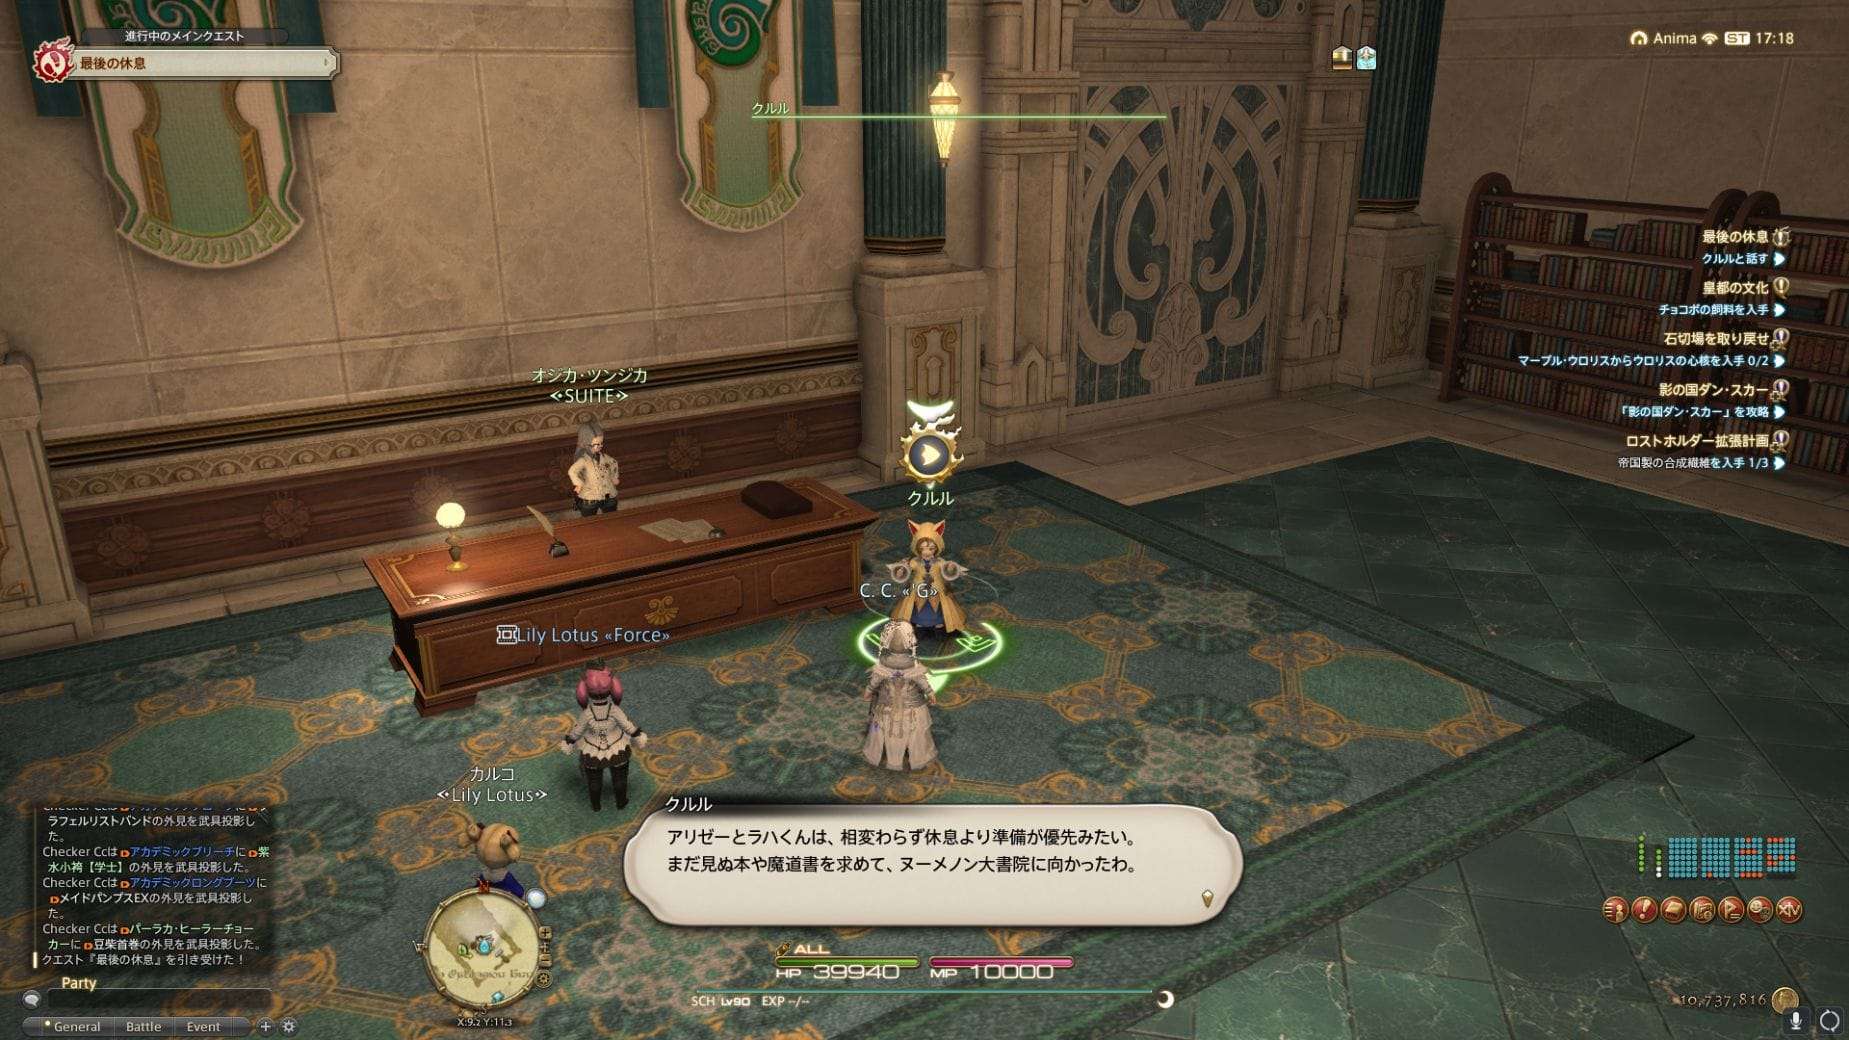 進行中のメインクエスト
最後の休息
Anima ST 17:18
クルル
最後の休息
クルルと話す
皇都の文化
チョコボの飼料を入手
石切場を取り戻せ
マーブル・ウロリスからウロリスの心核を入手 0/2
影の国ダン・スカー
「影の国ダン・スカー」を攻略
ロストホルダー拡張計画
帝国製の合成繊維を入手 1/3
オジカ・ツンジカ
<SUITE>
クルル
C. C. «'G»
Lily Lotus «Force»
カルコ
<Lily Lotus>
クルル
アリゼーとラハくんは、相変わらず休息より準備が優先みたい。
まだ見ぬ本や魔道書を求めて、ヌーメノン大書院に向かったわ。
ラフェルリストバンドの外見を武具投影し
た。
Checker Ccは アカデミックブリーチに 紫
水小袴【学士】の外見を武具投影した。
Checker Ccは アカデミックロングブーツに
メイドパンプスEXの外見を武具投影し
た。
Checker Ccは パーラカ・ヒーラーチョー
カーに 豆柴首巻の外見を武具投影した。
クエスト『最後の休息』を引き受けた！
Party
General Battle Event
N
X:9.2 Y:11.3
ALL
HP 39940 MP 10000
SCH Lv90 EXP --/--
XIV
10,737,816